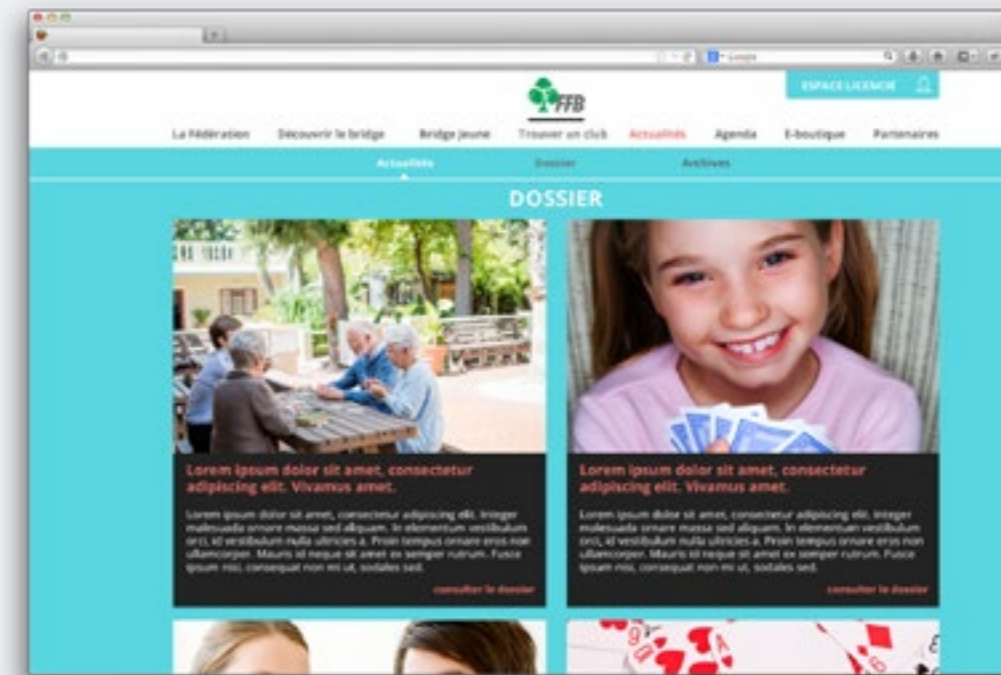 Google
ESPACE LICENCIÉ
FFB
La Fédération Découvrir le bridge Bridge Jeune Trouver un club Actualités Agenda E-boutique Partenaires
Actualités Dossier Archives
DOSSIER
Lorem ipsum dolor sit amet, consectetur
adipiscing elit. Vivamus amet.
Lorem ipsum dolor sit amet, consectetur adipiscing elit. Integer
malesuada ornare massa sed aliquam. In elementum vestibulum
orci, id vestibulum nulla ultricies a. Proin tempus ornare eros non
ullamcorper. Mauris id neque sit amet ex semper rutrum. Fusce
ipsum nisi, consequat non mi ut, sodales sed.
consulter le dossier
Lorem ipsum dolor sit amet, consectetur
adipiscing elit. Vivamus amet.
Lorem ipsum dolor sit amet, consectetur adipiscing elit. Integer
malesuada ornare massa sed aliquam. In elementum vestibulum
orci, id vestibulum nulla ultricies a. Proin tempus ornare eros non
ullamcorper. Mauris id neque sit amet ex semper rutrum. Fusce
ipsum nisi, consequat non mi ut, sodales sed.
consulter le dossier